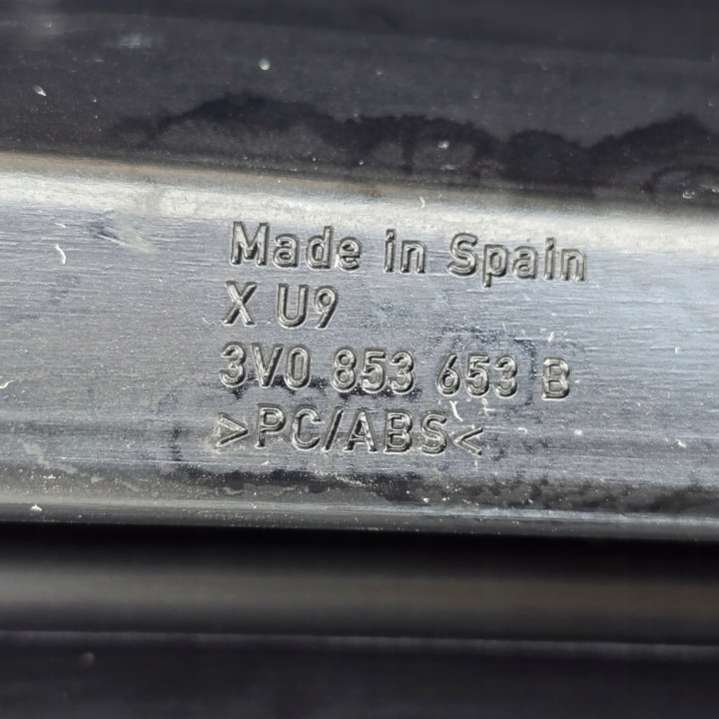 Made in Spain
X U9
3V0 853 653 B
>PC/ABS<